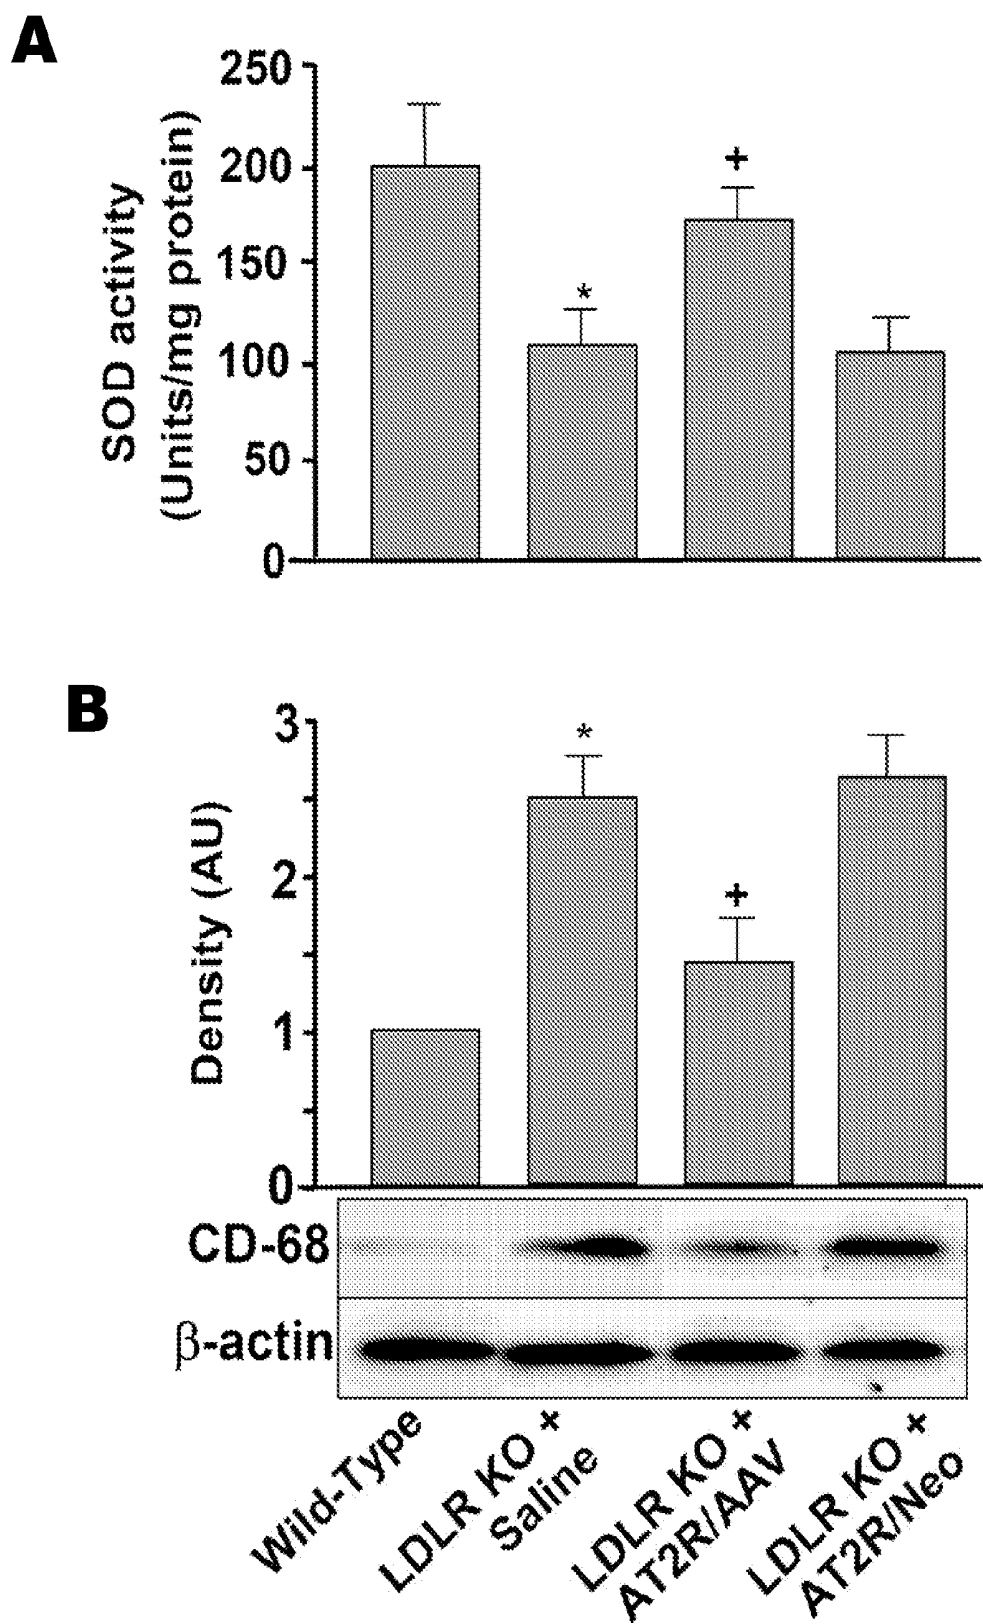 A
250
200
150
100
50
0
SOD activity
(Units/mg protein)
*
+
B
3
2
1
0
Density (AU)
*
+
CD-68
β-actin
Wild-Type
LDLR KO +
Saline
LDLR KO +
AT2R/AAV
LDLR KO +
AT2R/Neo